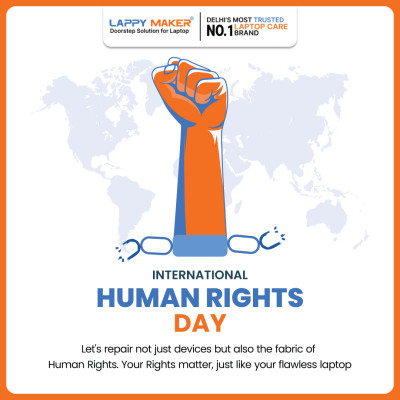 LAPPY MAKER®
Doorstep Solution for Laptop
DELHI'S MOST TRUSTED
NO.1 LAPTOP CARE
BRAND
INTERNATIONAL
HUMAN RIGHTS
DAY
Let's repair not just devices but also the fabric of
Human Rights. Your Rights matter, just like your flawless laptop